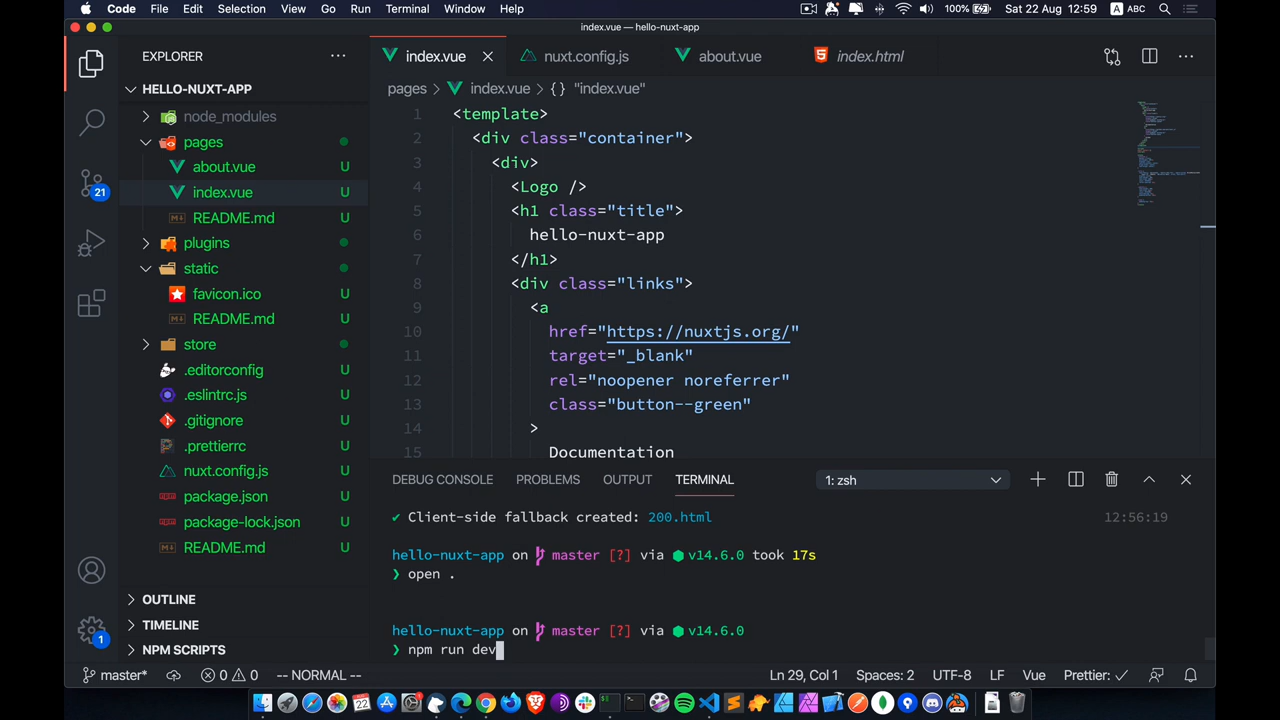 Code File Edit Selection View Go Run Terminal Window Help 100% Sat 22 Aug 12:59 A ABC
index.vue — hello-nuxt-app
EXPLORER
HELLO-NUXT-APP
node_modules
pages
about.vue U
index.vue U
README.md U
plugins
static
favicon.ico U
README.md U
store
.editorconfig U
.eslintrc.js U
.gitignore U
.prettierrc U
nuxt.config.js U
package.json U
package-lock.json U
README.md U
OUTLINE
TIMELINE
NPM SCRIPTS
21
1
index.vue nuxt.config.js about.vue index.html
pages > index.vue > {} "index.vue"
1 <template>
2 <div class="container">
3 <div>
4 <Logo />
5 <h1 class="title">
6 hello-nuxt-app
7 </h1>
8 <div class="links">
9 <a
10 href="https://nuxtjs.org/"
11 target="_blank"
12 rel="noopener noreferrer"
13 class="button--green"
14 >
15 Documentation
DEBUG CONSOLE PROBLEMS OUTPUT TERMINAL 1: zsh
✔ Client-side fallback created: 200.html 12:56:19
hello-nuxt-app on master [?] via v14.6.0 took 17s
❯ open .
hello-nuxt-app on master [?] via v14.6.0
❯ npm run dev
master* 0 0 -- NORMAL -- Ln 29, Col 1 Spaces: 2 UTF-8 LF Vue Prettier: ✓
22